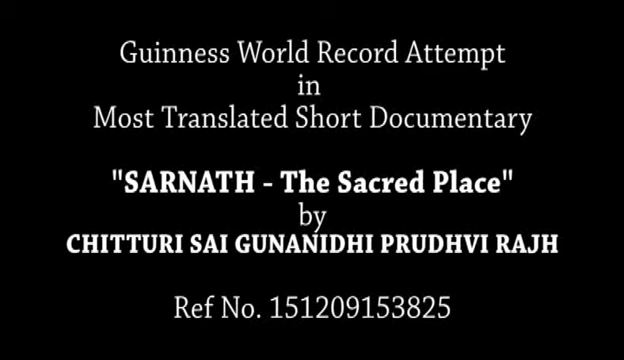 Guinness World Record Attempt
in
Most Translated Short Documentary
"SARNATH - The Sacred Place"
by
CHITTURI SAI GUNANIDHI PRUDHVI RAJH
Ref No. 151209153825